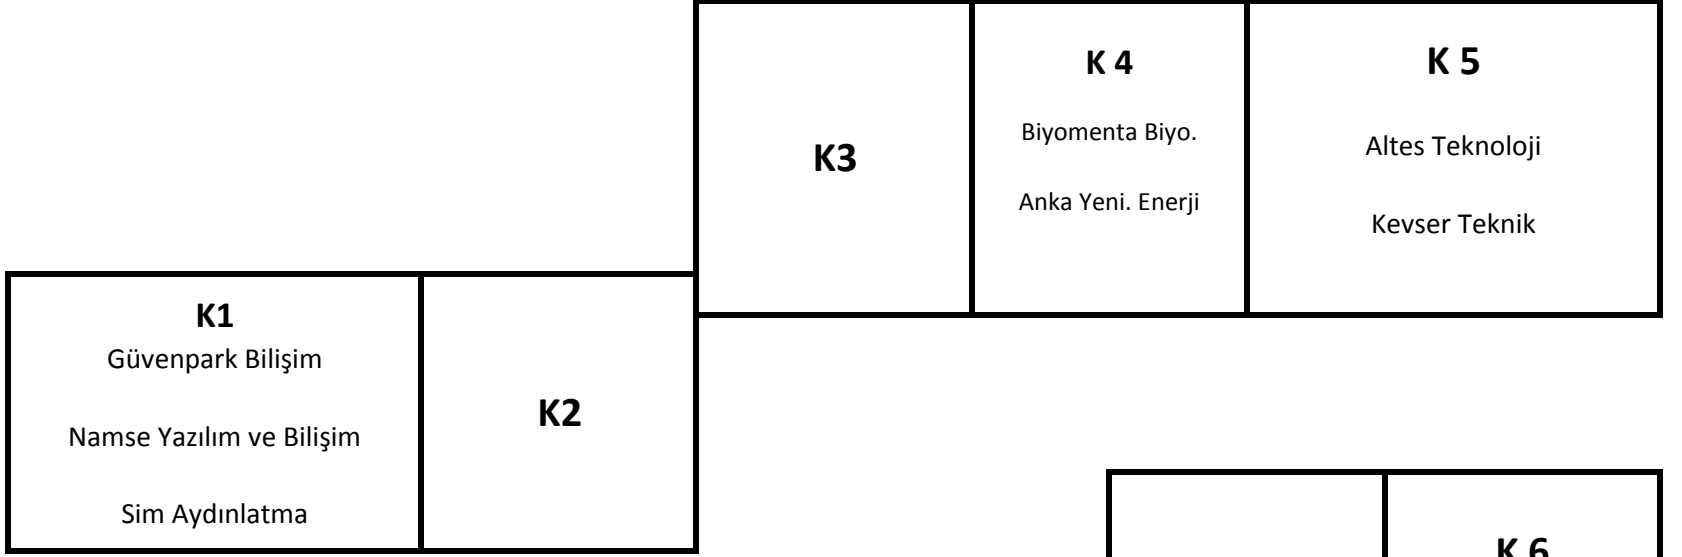 K3
K 4
Biyomenta Biyo.
Anka Yeni. Enerji
K 5
Altes Teknoloji
Kevser Teknik
K1
Güvenpark Bilişim
Namse Yazılım ve Bilişim
Sim Aydınlatma
K2
K 6